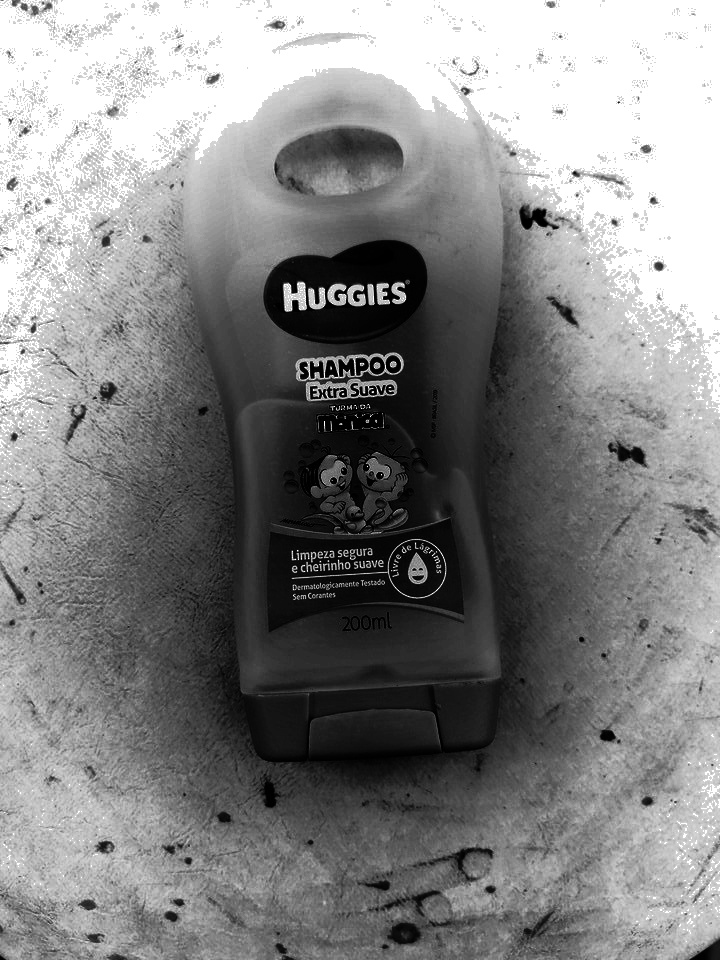 HUGGIES®
SHAMPOO
Extra Suave
TURMA DA
Mônica
Limpeza segura
e cheirinho suave
Dermatologicamente Testado
Sem Corantes
Livre de Lágrimas
200ml